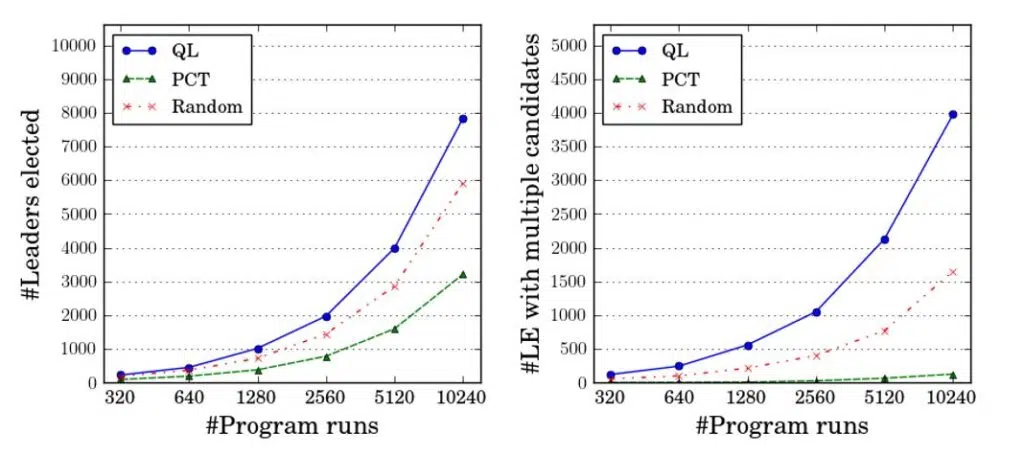 #Leaders elected
10000
9000
8000
7000
6000
5000
4000
3000
2000
1000
0
QL
PCT
Random
320 640 1280 2560 5120 10240
#Program runs
#LE with multiple candidates
5000
4500
4000
3500
3000
2500
2000
1500
1000
500
0
QL
PCT
Random
320 640 1280 2560 5120 10240
#Program runs